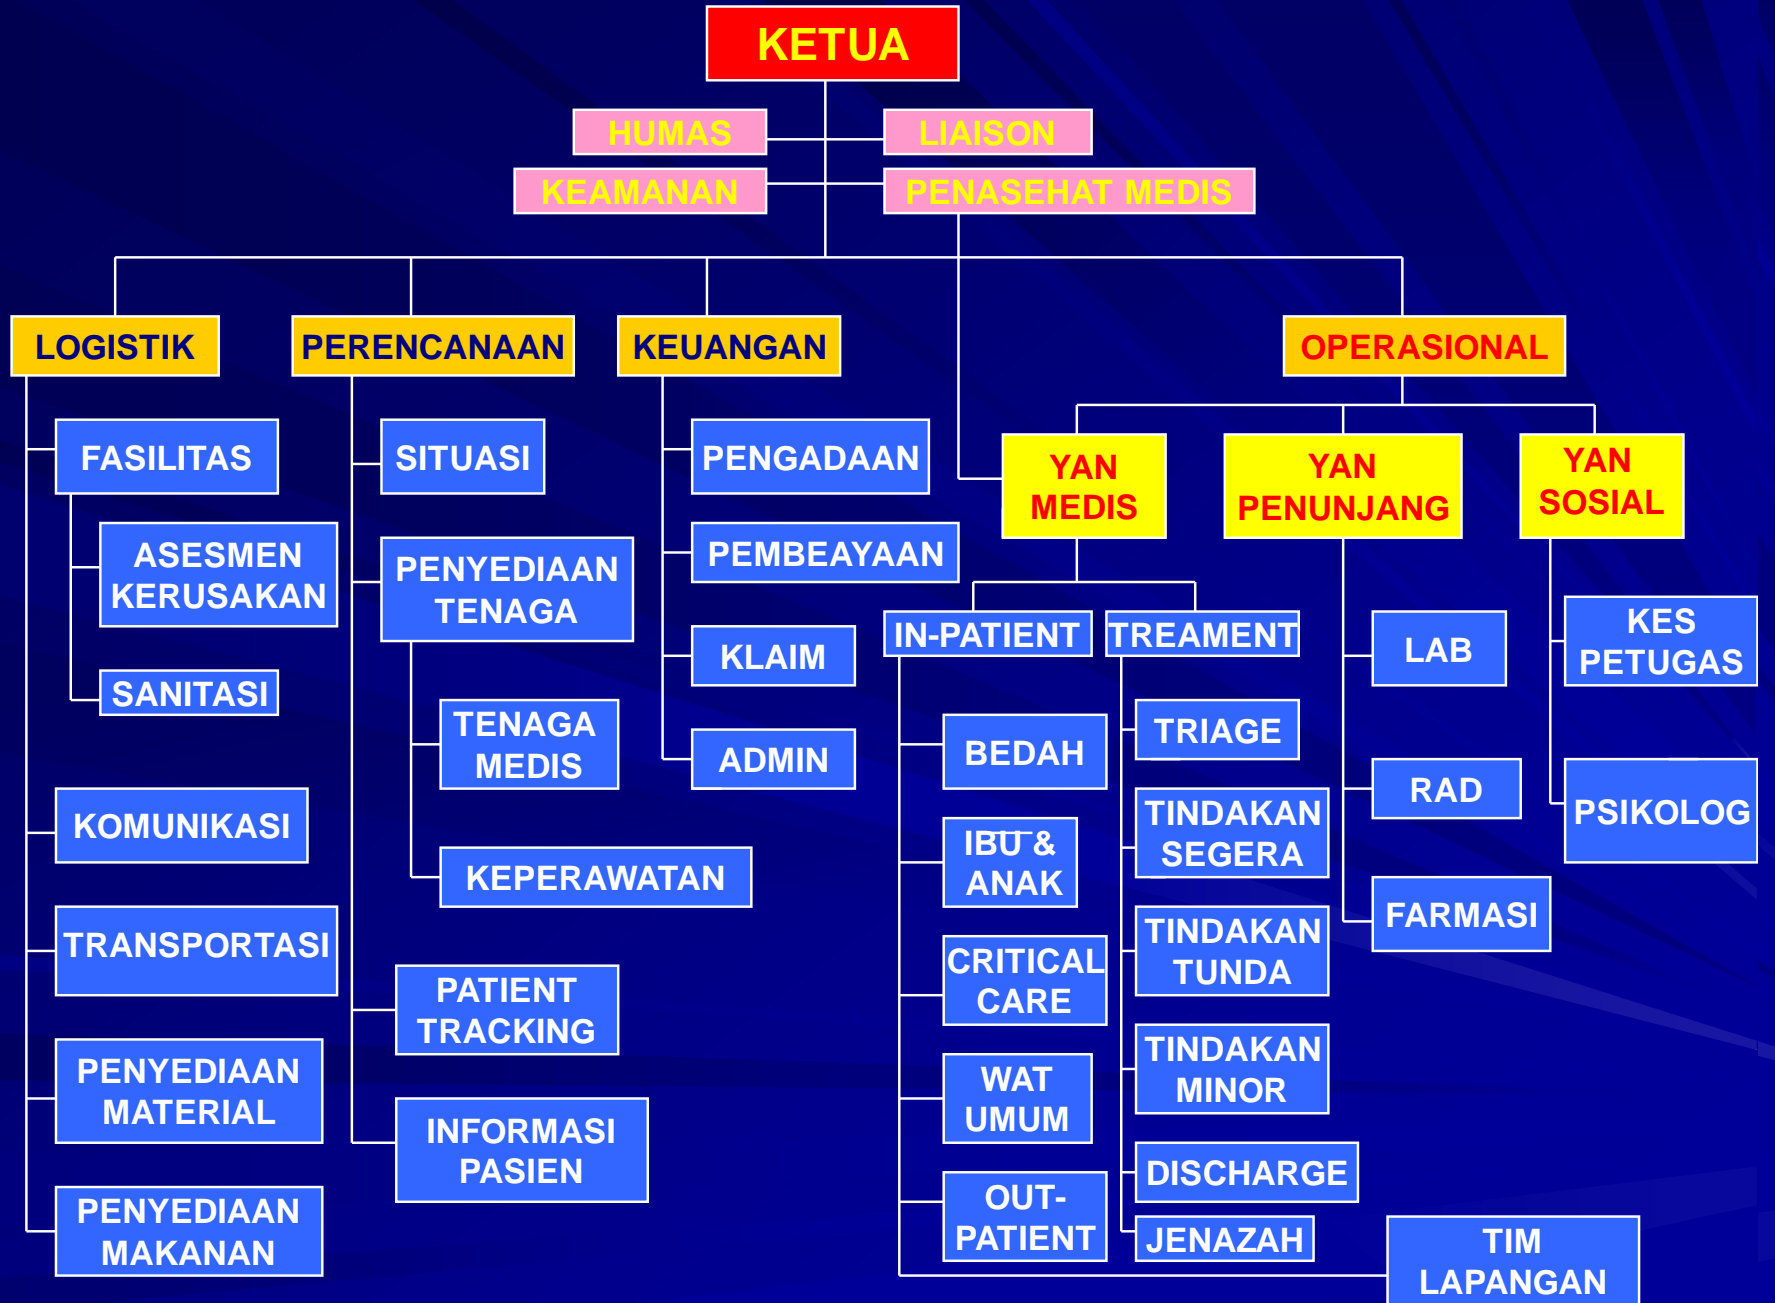 KETUA
HUMAS
LIAISON
KEAMANAN
PENASEHAT MEDIS
LOGISTIK
PERENCANAAN
KEUANGAN
OPERASIONAL
FASILITAS
ASESMEN
KERUSAKAN
SANITASI
KOMUNIKASI
TRANSPORTASI
PENYEDIAAN
MATERIAL
PENYEDIAAN
MAKANAN
SITUASI
PENYEDIAAN
TENAGA
TENAGA
MEDIS
KEPERAWATAN
PATIENT
TRACKING
INFORMASI
PASIEN
PENGADAAN
PEMBEAYAAN
KLAIM
ADMIN
YAN
MEDIS
YAN
PENUNJANG
YAN
SOSIAL
IN-PATIENT
BEDAH
IBU &
ANAK
CRITICAL
CARE
WAT
UMUM
OUT-
PATIENT
TIM
LAPANGAN
TREAMENT
TRIAGE
TINDAKAN
SEGERA
TINDAKAN
TUNDA
TINDAKAN
MINOR
DISCHARGE
JENAZAH
LAB
RAD
FARMASI
KES
PETUGAS
PSIKOLOG